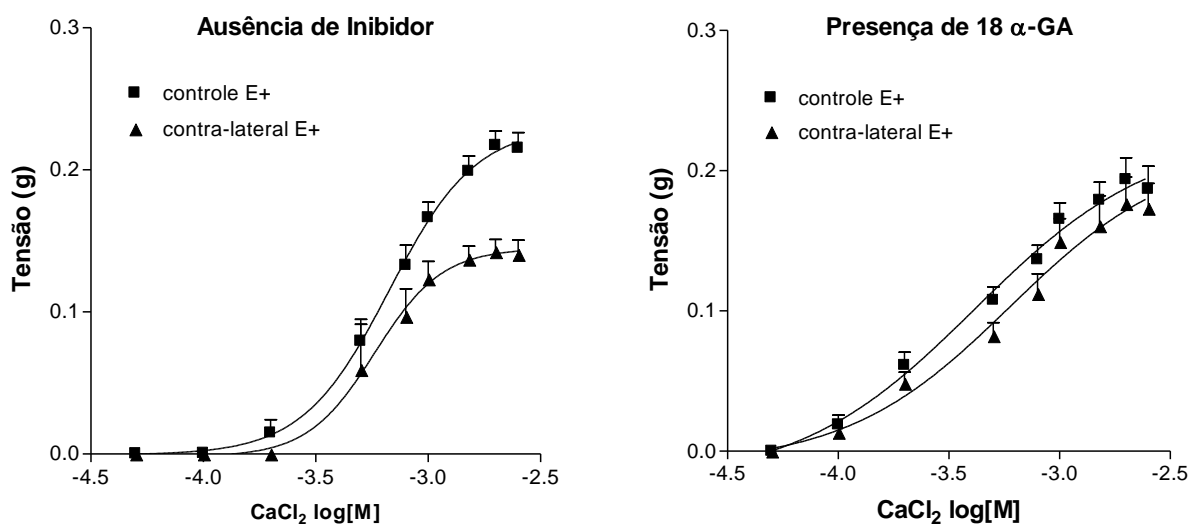 Ausência de Inibidor
0.3
controle E+
contra-lateral E+
0.2
Tensão (g)
0.1
0.0
-4.5 -4.0 -3.5 -3.0 -2.5
CaCl₂ log[M]
Presença de 18 α-GA
0.3
controle E+
contra-lateral E+
0.2
Tensão (g)
0.1
0.0
-4.5 -4.0 -3.5 -3.0 -2.5
CaCl₂ log[M]